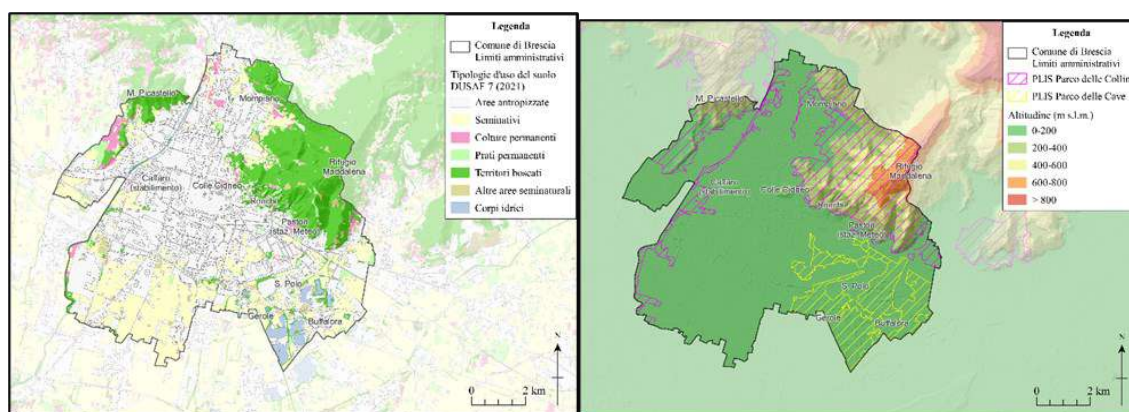 Legenda
Comune di Brescia
Limiti amministrativi
Tipologie d'uso del suolo
DUSAF 7 (2021)
Aree antropizzate
Seminativi
Colture permanenti
Prati permanenti
Territori boscati
Altre aree seminaturali
Corpi idrici
M. Picastello
Mompiano
Rifugio
Maddalena
Caffaro
(stabilimento)
Colle Cidneo
Ronchi
Pastori
(staz. Meteo)
S. Polo
Gerole
Buffalora
N
0
2 km
Legenda
Comune di Brescia
Limiti amministrativi
PLIS Parco delle Collin
PLIS Parco delle Cave
Altitudine (m s.l.m.)
0-200
200-400
400-600
600-800
> 800
M. Picastello
Mompiano
Rifugio
Maddalena
Caffaro
(stabilimento)
Colle Cidneo
Ronchi
Pastori
(staz. Meteo)
S. Polo
Gerole
Buffalora
N
0
2 km